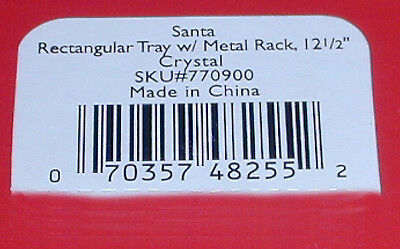 Santa
Rectangular Tray w/ Metal Rack, 12 1/2"
Crystal
SKU#770900
Made in China
0 70357 48255 2